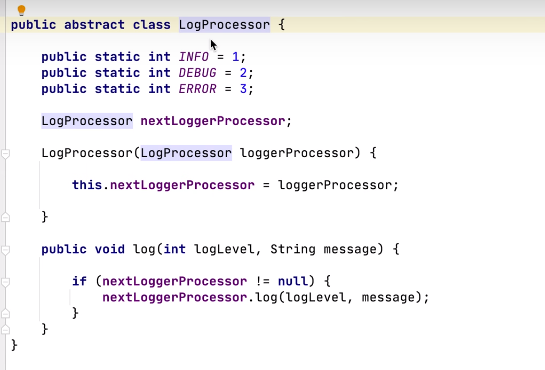 public abstract class LogProcessor {
public static int INFO = 1;
public static int DEBUG = 2;
public static int ERROR = 3;
LogProcessor nextLoggerProcessor;
LogProcessor(LogProcessor loggerProcessor) {
this.nextLoggerProcessor = loggerProcessor;
}
public void log(int logLevel, String message) {
if (nextLoggerProcessor != null) {
nextLoggerProcessor.log(logLevel, message);
}
}
}